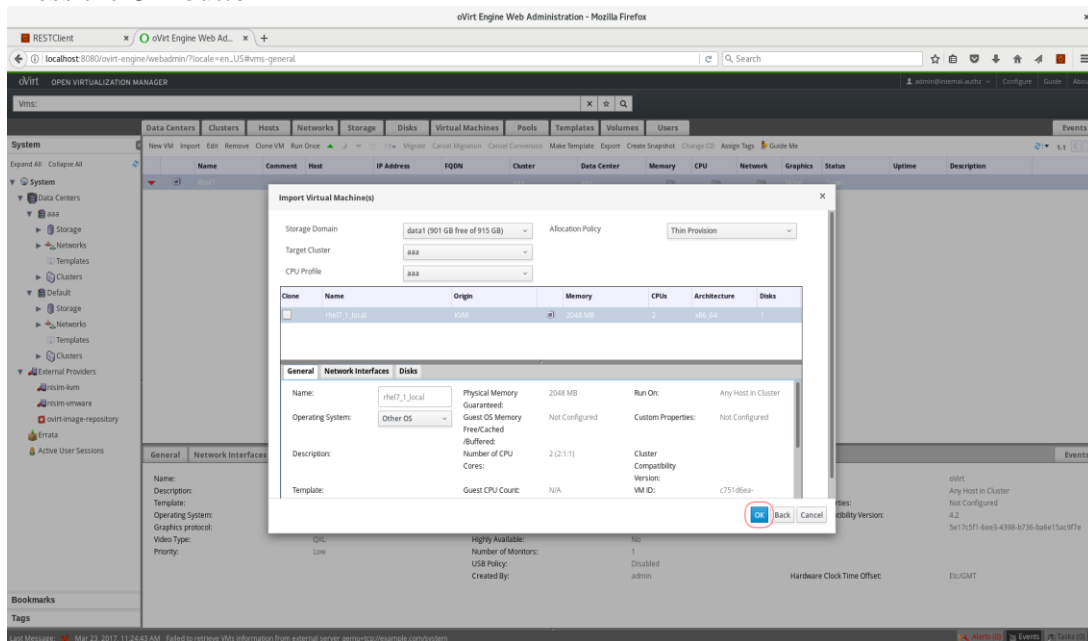 oVirt Engine Web Administration - Mozilla Firefox
RESTClient
oVirt Engine Web Ad...
localhost:8080/ovirt-engine/webadmin/?locale=en_US#vms-general
Search
oVirt OPEN VIRTUALIZATION MANAGER
admin@internal-authz Configure Guide Abou
Vms:
Data Centers Clusters Hosts Networks Storage Disks Virtual Machines Pools Templates Volumes Users Events
System
New VM Import Edit Remove Clone VM Run Once Migrate Cancel Migration Cancel Conversion Make Template Export Create Snapshot Change CD Assign Tags Guide Me 1-1
Expand All Collapse All
Name Comment Host IP Address FQDN Cluster Data Center Memory CPU Network Graphics Status Uptime Description
System
Data Centers
aaa
Storage
Networks
Templates
Clusters
Default
Storage
Networks
Templates
Clusters
External Providers
nisim-kvm
nisim-vmware
ovirt-image-repository
Errata
Active User Sessions
Import Virtual Machine(s)
Storage Domain data1 (901 GB free of 915 GB) Allocation Policy Thin Provision
Target Cluster aaa
CPU Profile aaa
Clone Name Origin Memory CPUs Architecture Disks
rhel7_1_local KVM 2048 MB 2 x86_64 1
General Network Interfaces Disks
Name: rhel7_1_local Physical Memory Guaranteed: 2048 MB Run On: Any Host in Cluster
Operating System: Other OS Guest OS Memory Free/Cached /Buffered: Not Configured Custom Properties: Not Configured
Description: Number of CPU Cores: 2 (2:1:1) Cluster Compatibility Version:
Template: Guest CPU Count: N/A VM ID: c751d6ea-
OK Back Cancel
General Network Interfaces Events
Name: oVirt
Description: Any Host in Cluster
Template: rties: Not Configured
Operating System: tibility Version: 4.2
Graphics protocol: 5e17c5f1-6ee3-4398-b736-ba6e15ac9f7e
Video Type: QXL Highly Available: No
Priority: Low Number of Monitors: 1
USB Policy: Disabled
Created By: admin Hardware Clock Time Offset: Etc/GMT
Bookmarks
Tags
Last Message: Mar 23, 2017, 11:24:43 AM Failed to retrieve VMs information from external server qemu+tcp://example.com/system
Alerts (0) Events Tasks (0)